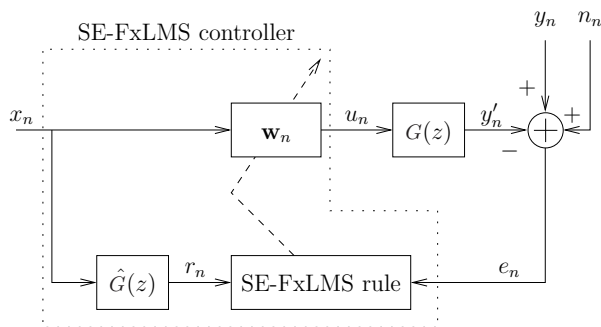 y_n n_n
SE-FxLMS controller
+
x_n w_n u_n G(z) y'_n + +
−
Ĝ(z) r_n SE-FxLMS rule e_n